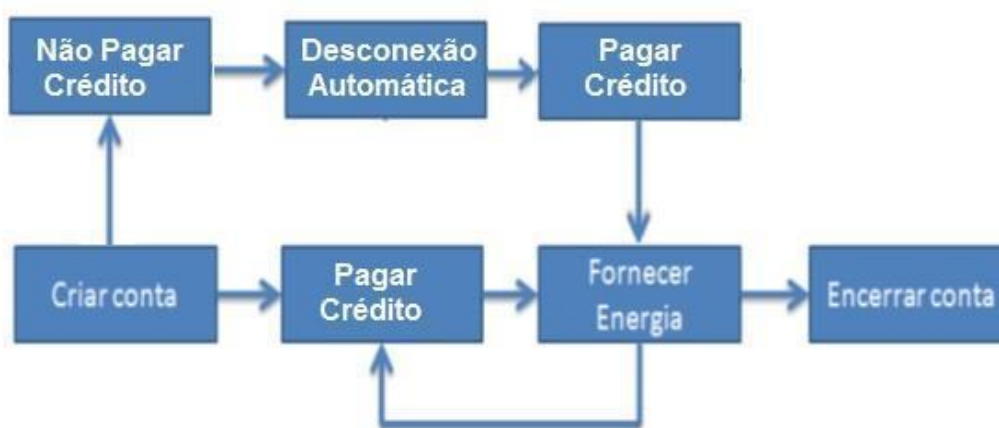 Não Pagar
Crédito
Desconexão
Automática
Pagar
Crédito
Criar conta
Pagar
Crédito
Fornecer
Energia
Encerrar conta